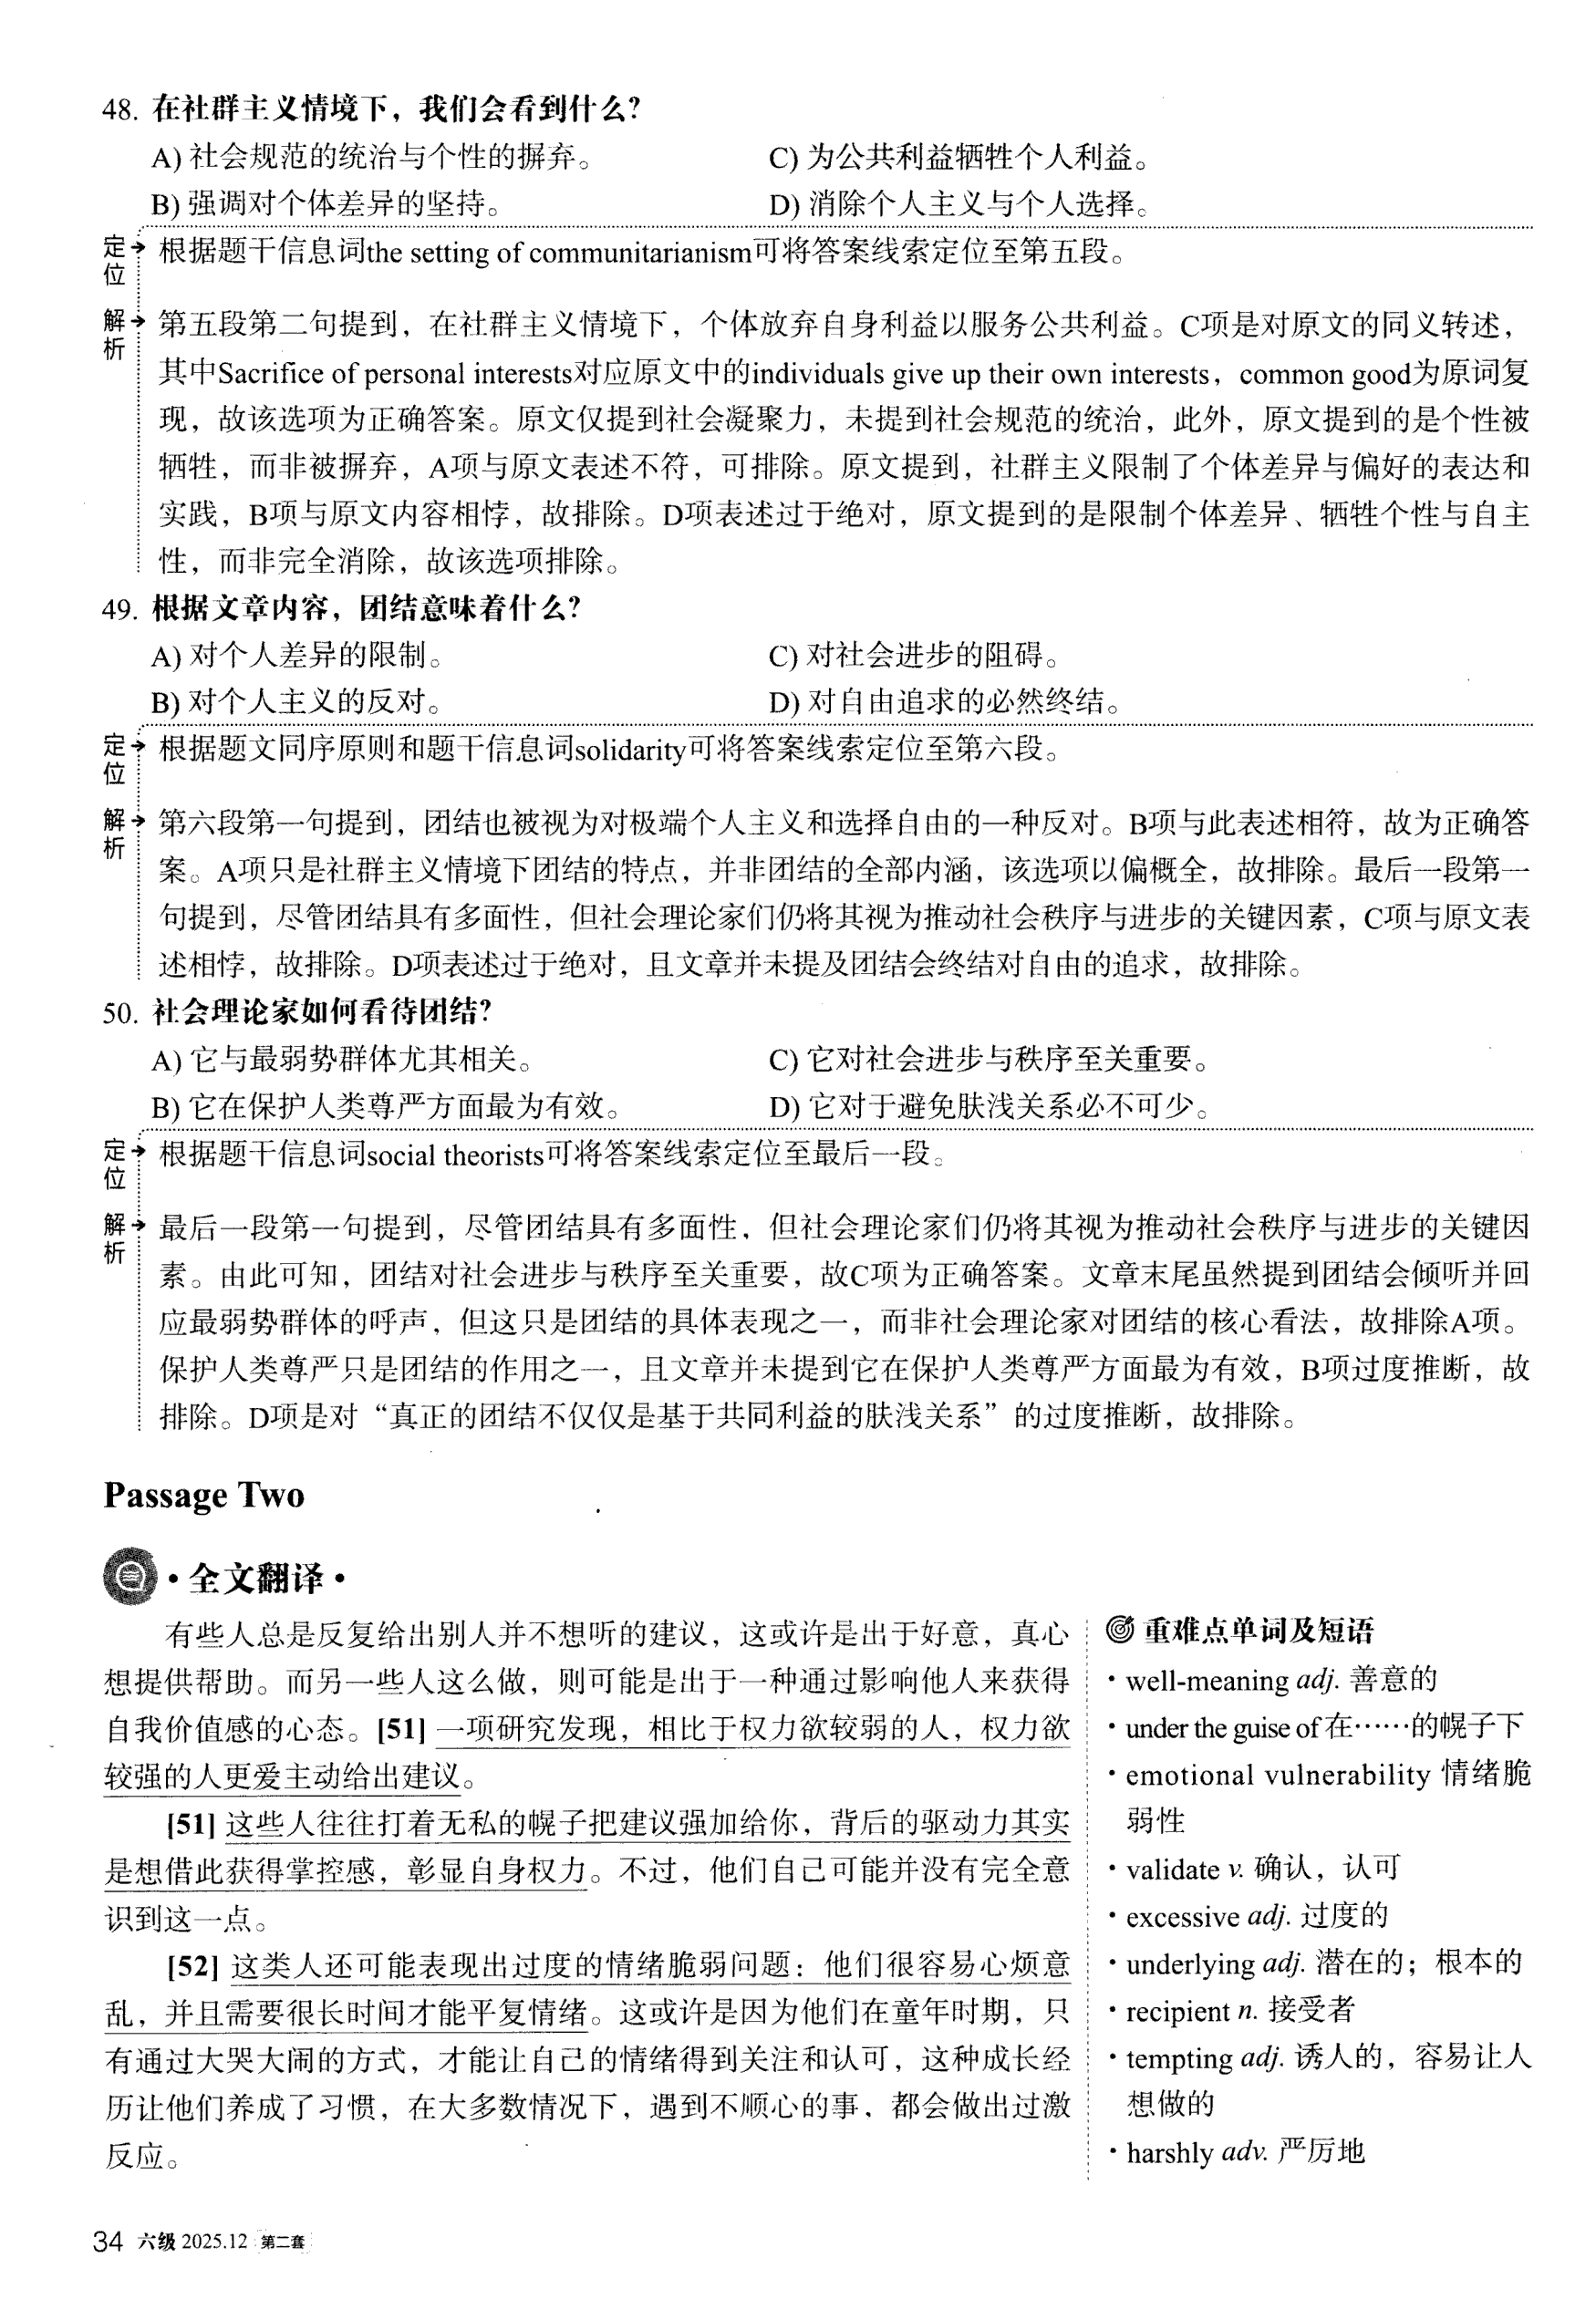 48. 在社群主义情境下，我们会看到什么？
A) 社会规范的统治与个性的摒弃。
C) 为公共利益牺牲个人利益。
B) 强调对个体差异的坚持。
D) 消除个人主义与个人选择。
定位
根据题干信息词the setting of communitarianism可将答案线索定位至第五段。
解析
第五段第二句提到，在社群主义情境下，个体放弃自身利益以服务公共利益。C项是对原文的同义转述，
其中Sacrifice of personal interests对应原文中的individuals give up their own interests，common good为原词复
现，故该选项为正确答案。原文仅提到社会凝聚力，未提到社会规范的统治，此外，原文提到的是个性被
牺牲，而非被摒弃，A项与原文表述不符，可排除。原文提到，社群主义限制了个体差异与偏好的表达和
实践，B项与原文内容相悖，故排除。D项表述过于绝对，原文提到的是限制个体差异、牺牲个性与自主
性，而非完全消除，故该选项排除。
49. 根据文章内容，团结意味着什么？
A) 对个人差异的限制。
C) 对社会进步的阻碍。
B) 对个人主义的反对。
D) 对自由追求的必然终结。
定位
根据题文同序原则和题干信息词solidarity可将答案线索定位至第六段。
解析
第六段第一句提到，团结也被视为对极端个人主义和选择自由的一种反对。B项与此表述相符，故为正确答
案。A项只是社群主义情境下团结的特点，并非团结的全部内涵，该选项以偏概全，故排除。最后一段第一
句提到，尽管团结具有多面性，但社会理论家们仍将其视为推动社会秩序与进步的关键因素，C项与原文表
述相悖，故排除。D项表述过于绝对，且文章并未提及团结会终结对自由的追求，故排除。
50. 社会理论家如何看待团结？
A) 它与最弱势群体尤其相关。
C) 它对社会进步与秩序至关重要。
B) 它在保护人类尊严方面最为有效。
D) 它对于避免肤浅关系必不可少。
定位
根据题干信息词social theorists可将答案线索定位至最后一段。
解析
最后一段第一句提到，尽管团结具有多面性，但社会理论家们仍将其视为推动社会秩序与进步的关键因
素。由此可知，团结对社会进步与秩序至关重要，故C项为正确答案。文章末尾虽然提到团结会倾听并回
应最弱势群体的呼声，但这只是团结的具体表现之一，而非社会理论家对团结的核心看法，故排除A项。
保护人类尊严只是团结的作用之一，且文章并未提到它在保护人类尊严方面最为有效，B项过度推断，故
排除。D项是对“真正的团结不仅仅是基于共同利益的肤浅关系”的过度推断，故排除。
Passage Two
·全文翻译·
有些人总是反复给出别人并不想听的建议，这或许是出于好意，真心
想提供帮助。而另一些人这么做，则可能是出于一种通过影响他人来获得
自我价值感的心态。[51] 一项研究发现，相比于权力欲较弱的人，权力欲
较强的人更爱主动给出建议。
[51] 这些人往往打着无私的幌子把建议强加给你，背后的驱动力其实
是想借此获得掌控感，彰显自身权力。不过，他们自己可能并没有完全意
识到这一点。
[52] 这类人还可能表现出过度的情绪脆弱问题：他们很容易心烦意
乱，并且需要很长时间才能平复情绪。这或许是因为他们在童年时期，只
有通过大哭大闹的方式，才能让自己的情绪得到关注和认可，这种成长经
历让他们养成了习惯，在大多数情况下，遇到不顺心的事，都会做出过激
反应。
重难点单词及短语
· well-meaning adj. 善意的
· under the guise of 在……的幌子下
· emotional vulnerability 情绪脆
弱性
· validate v. 确认，认可
· excessive adj. 过度的
· underlying adj. 潜在的；根本的
· recipient n. 接受者
· tempting adj. 诱人的，容易让人
想做的
· harshly adv. 严厉地
34 六级 2025.12 第二套